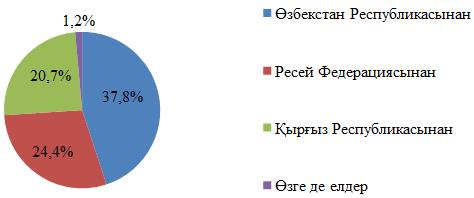 1,2%
20,7%
37,8%
24,4%
Өзбекстан Республикасынан
Ресей Федерациясынан
Қырғыз Республикасынан
Өзге де елдер